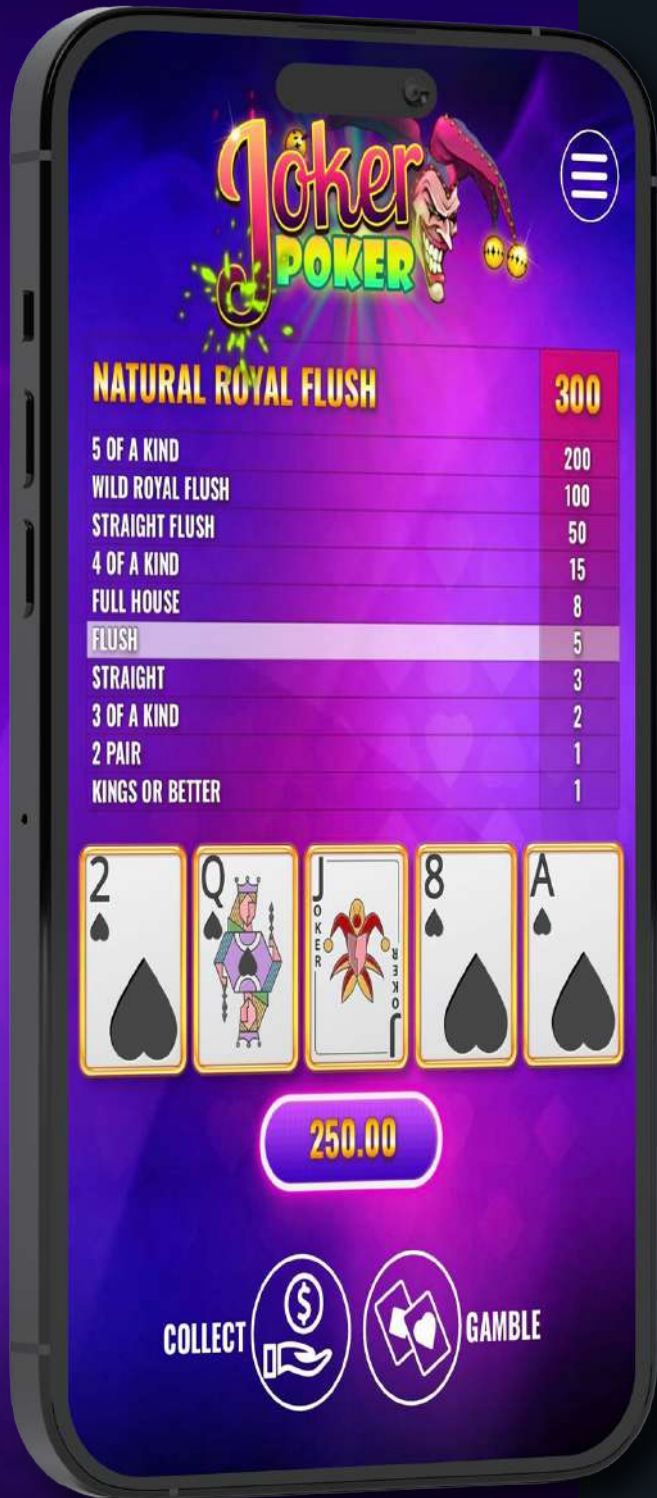 Joker
POKER
NATURAL ROYAL FLUSH 300
5 OF A KIND 200
WILD ROYAL FLUSH 100
STRAIGHT FLUSH 50
4 OF A KIND 15
FULL HOUSE 8
FLUSH 5
STRAIGHT 3
3 OF A KIND 2
2 PAIR 1
KINGS OR BETTER 1
2 Q J 8 A
JOKER
JOKER
250.00
COLLECT $ GAMBLE